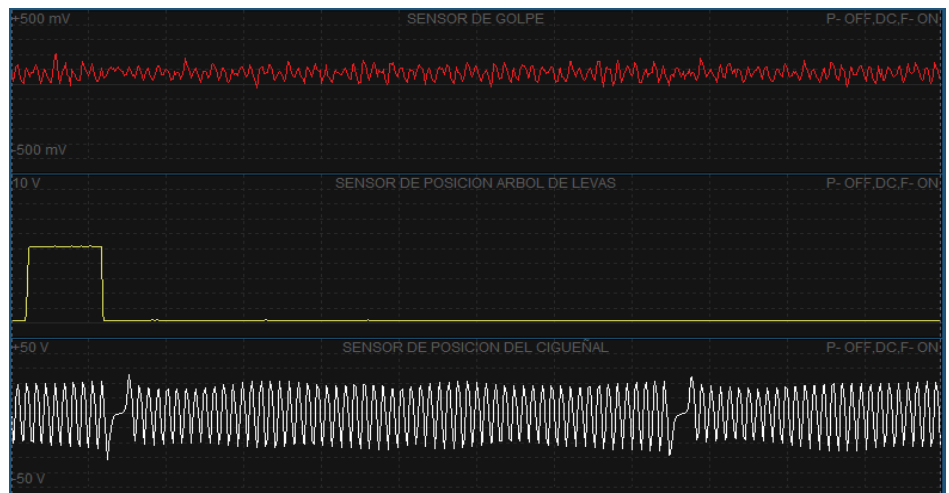 +500 mV SENSOR DE GOLPE P- OFF,DC,F- ON
-500 mV
10 V SENSOR DE POSICION ARBOL DE LEVAS P- OFF,DC,F- ON
+50 V SENSOR DE POSICION DEL CIGUEÑAL P- OFF,DC,F- ON
-50 V